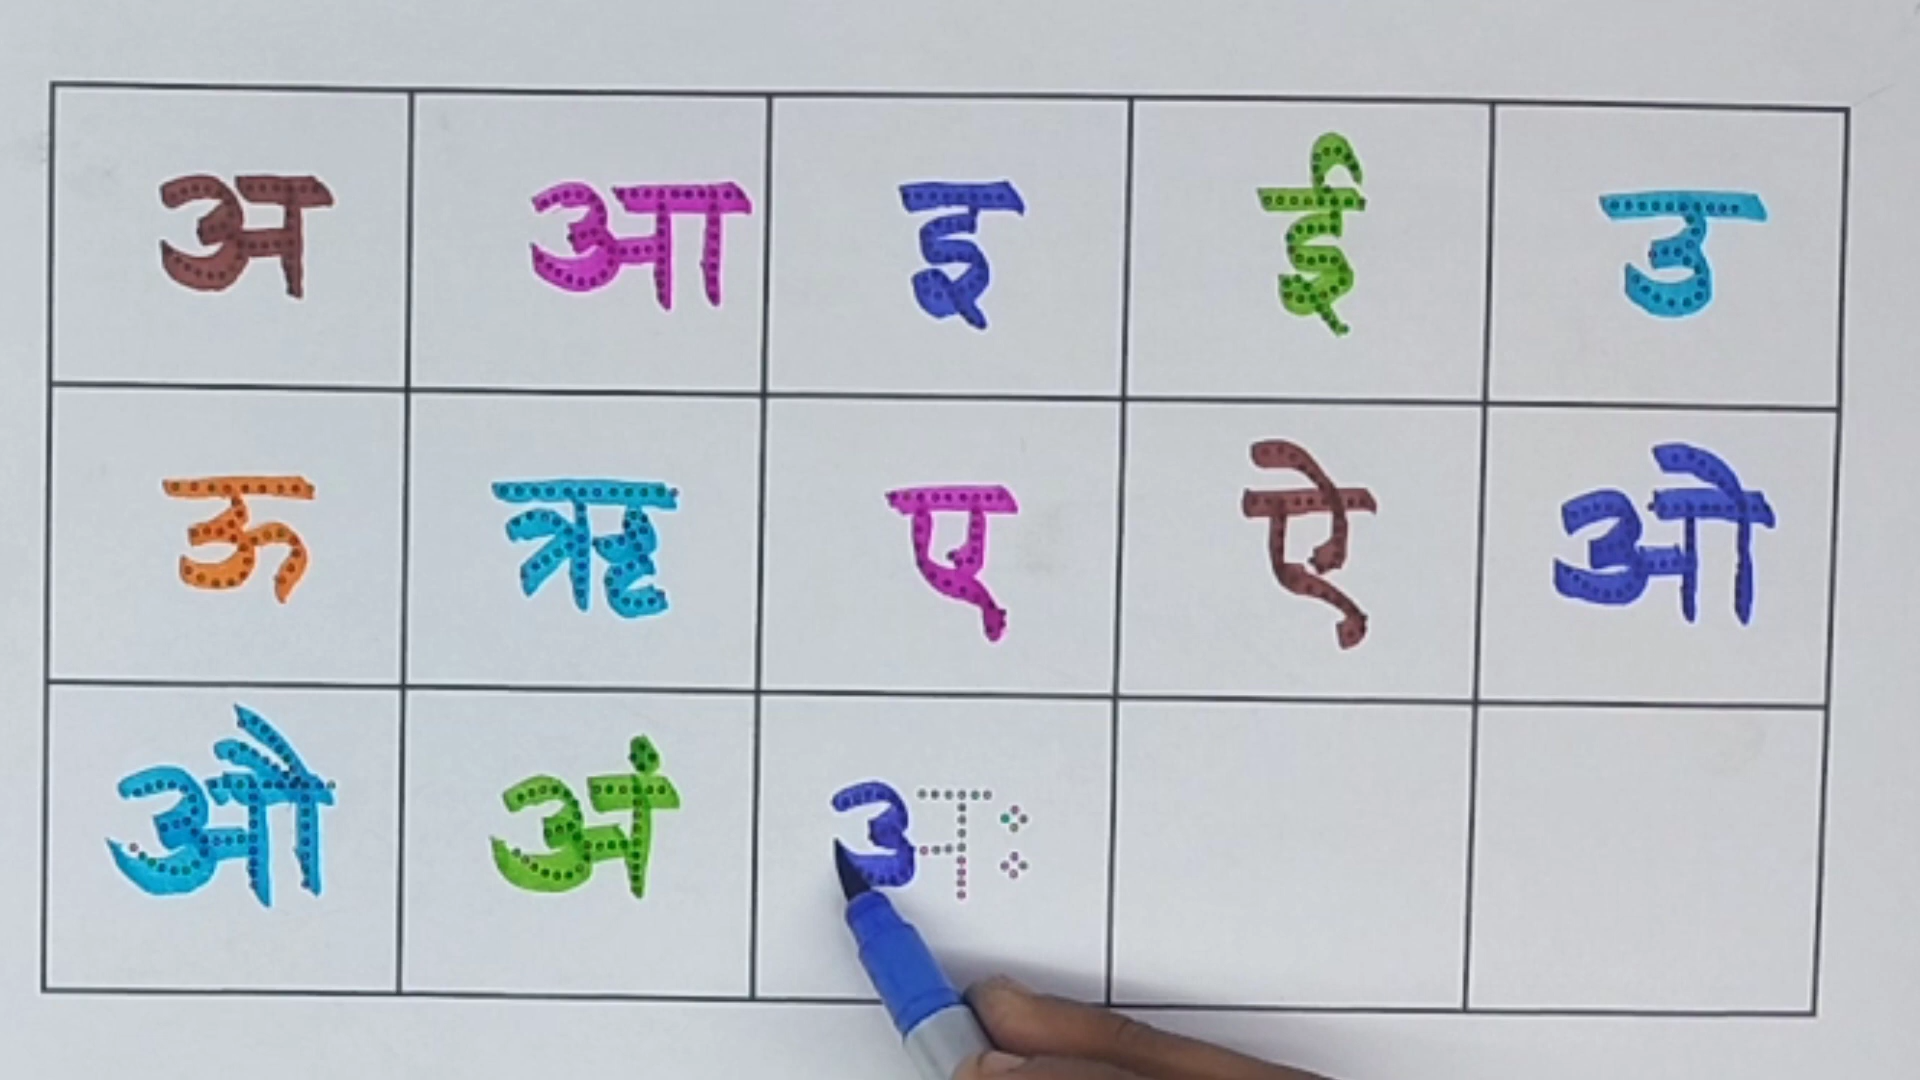 अ आ इ ई उ
ऊ ऋ ए ऐ ओ
औ अं अः